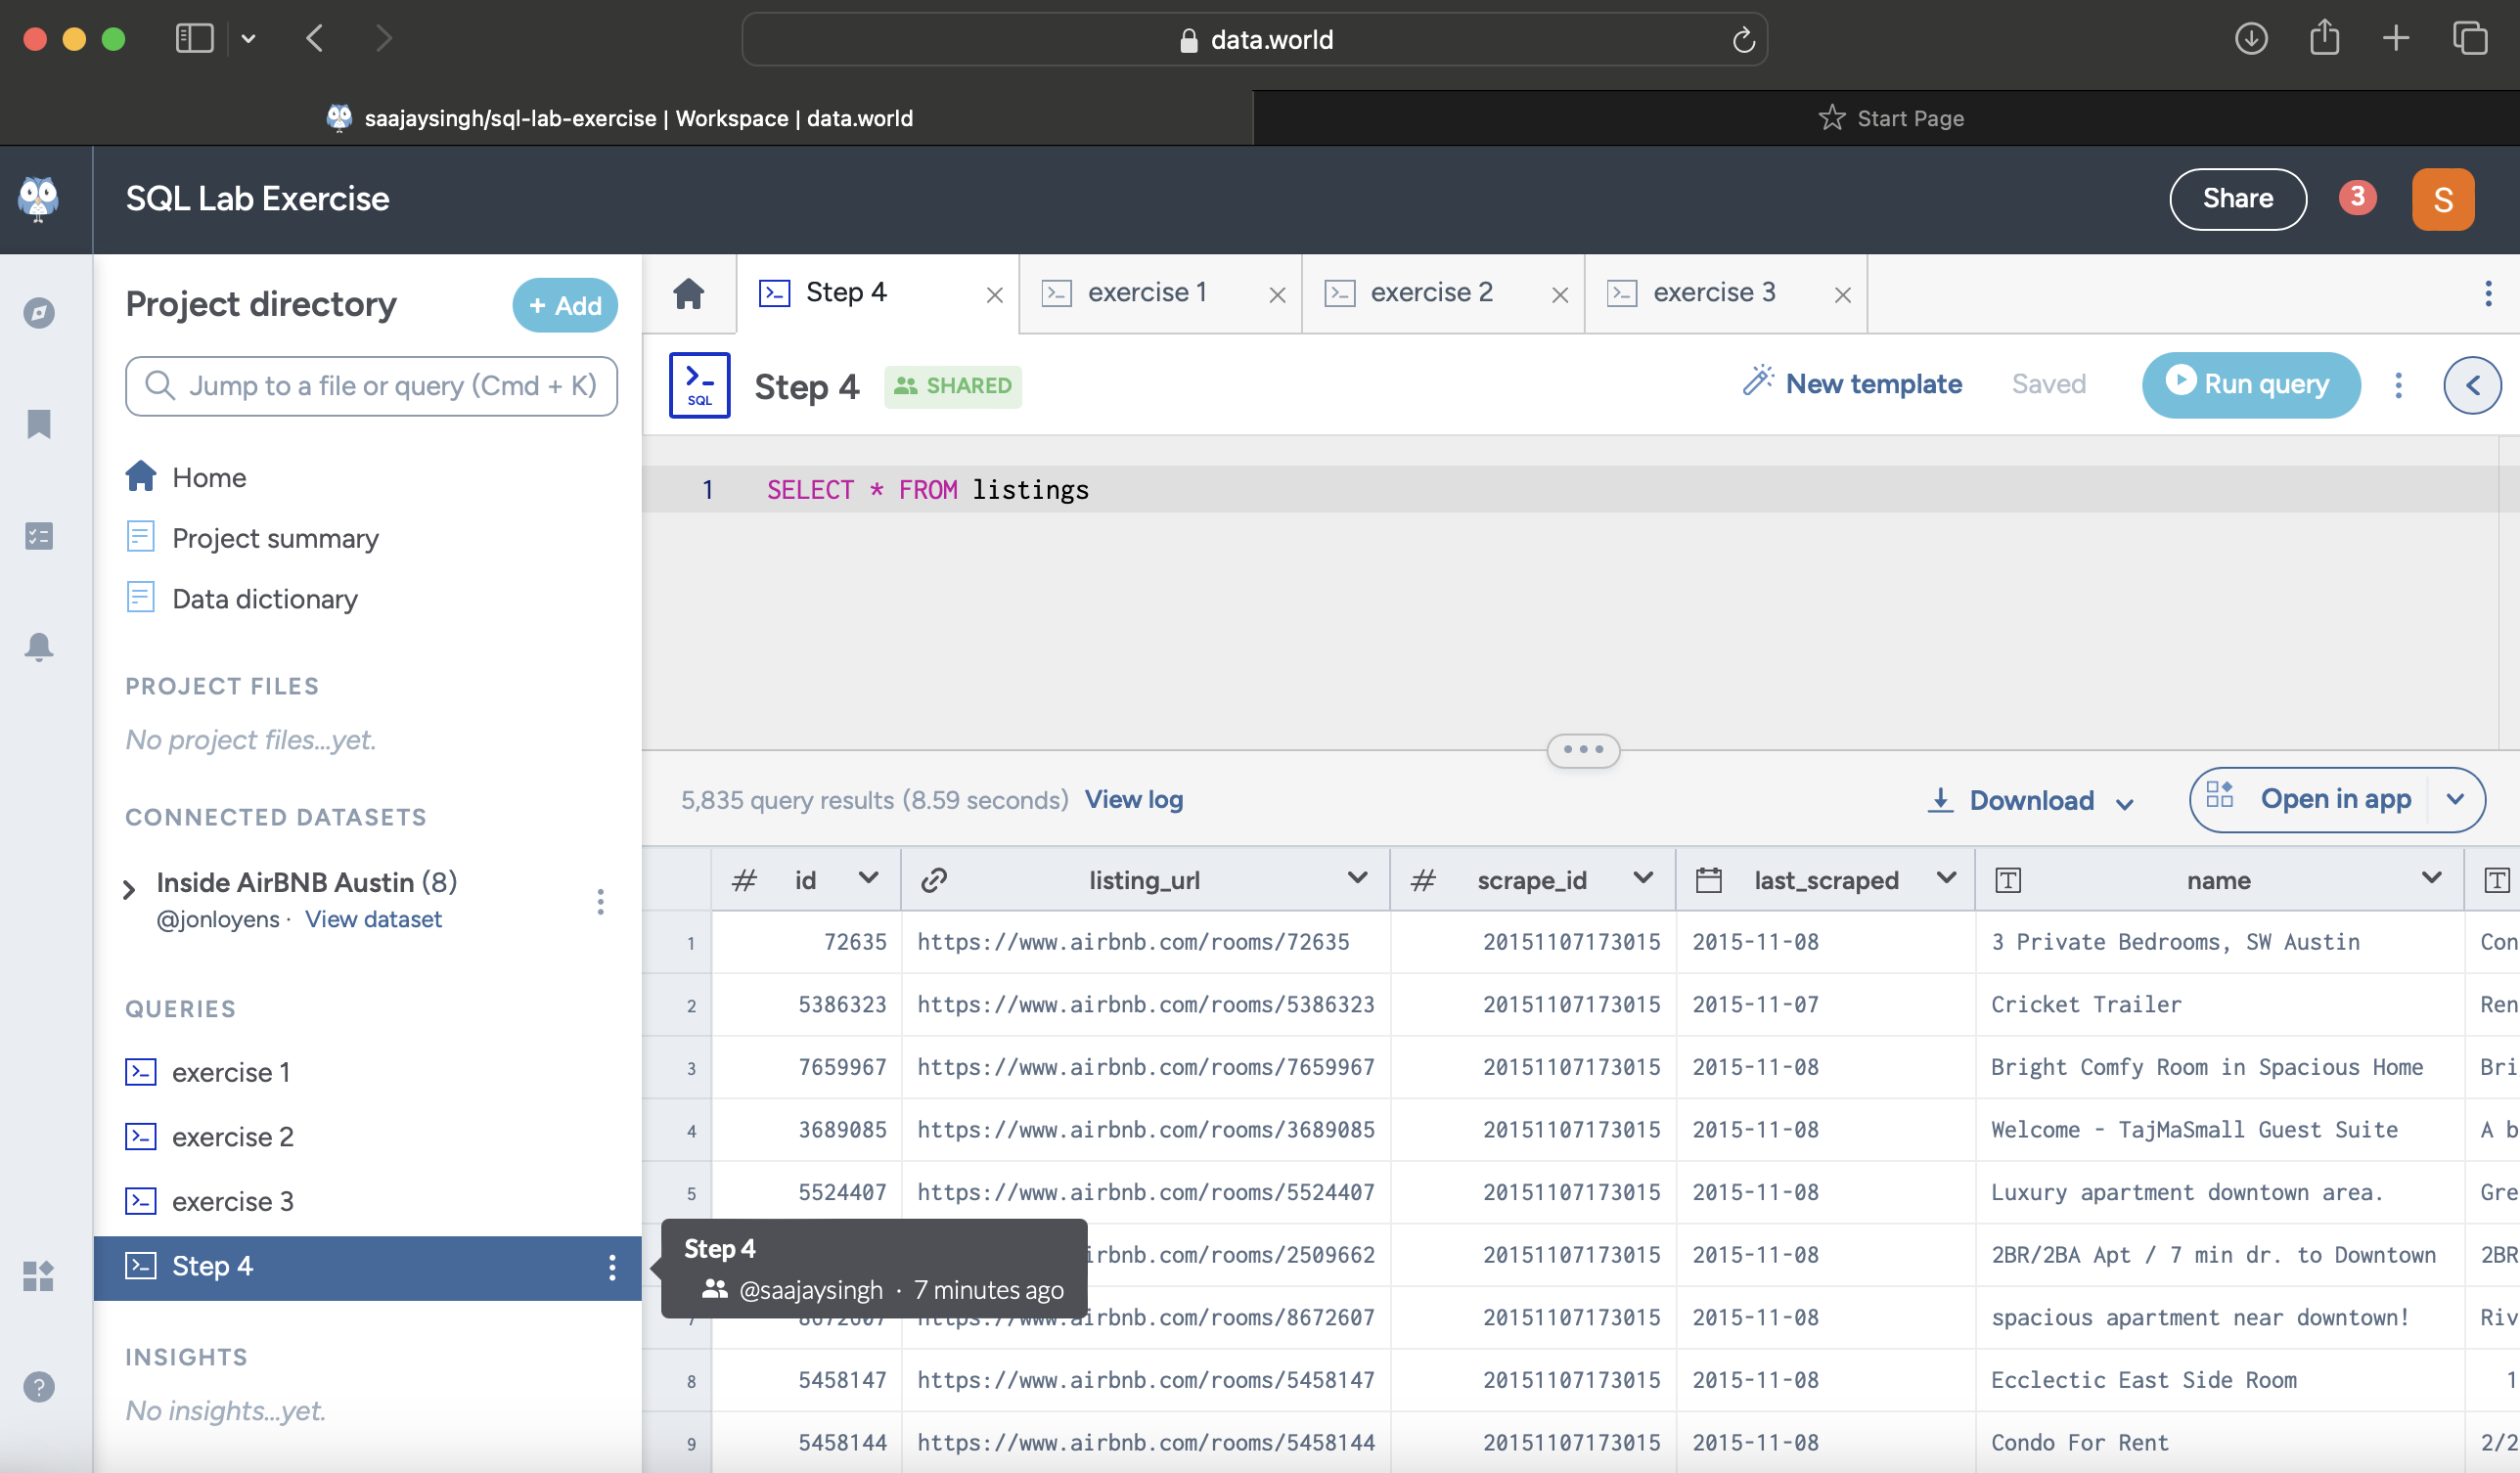 data.world
saajaysingh/sql-lab-exercise | Workspace | data.world
Start Page
SQL Lab Exercise
Share
3
S
Project directory
+ Add
Jump to a file or query (Cmd + K)
Home
Project summary
Data dictionary
PROJECT FILES
No project files...yet.
CONNECTED DATASETS
Inside AirBNB Austin (8)
@jonloyens · View dataset
QUERIES
exercise 1
exercise 2
exercise 3
Step 4
INSIGHTS
No insights...yet.
Step 4
exercise 1
exercise 2
exercise 3
SQL
Step 4
SHARED
New template
Saved
Run query
1 SELECT * FROM listings
5,835 query results (8.59 seconds) View log
Download
Open in app
# id listing_url # scrape_id last_scraped T name T
1 72635 https://www.airbnb.com/rooms/72635 20151107173015 2015-11-08 3 Private Bedrooms, SW Austin Con
2 5386323 https://www.airbnb.com/rooms/5386323 20151107173015 2015-11-07 Cricket Trailer Ren
3 7659967 https://www.airbnb.com/rooms/7659967 20151107173015 2015-11-08 Bright Comfy Room in Spacious Home Bri
4 3689085 https://www.airbnb.com/rooms/3689085 20151107173015 2015-11-08 Welcome - TajMaSmall Guest Suite A b
5 5524407 https://www.airbnb.com/rooms/5524407 20151107173015 2015-11-08 Luxury apartment downtown area. Gre
irbnb.com/rooms/2509662 20151107173015 2015-11-08 2BR/2BA Apt / 7 min dr. to Downtown 2BR
7 8672607 https://www.airbnb.com/rooms/8672607 20151107173015 2015-11-08 spacious apartment near downtown! Riv
8 5458147 https://www.airbnb.com/rooms/5458147 20151107173015 2015-11-08 Ecclectic East Side Room 1
9 5458144 https://www.airbnb.com/rooms/5458144 20151107173015 2015-11-08 Condo For Rent 2/2
Step 4
@saajaysingh · 7 minutes ago